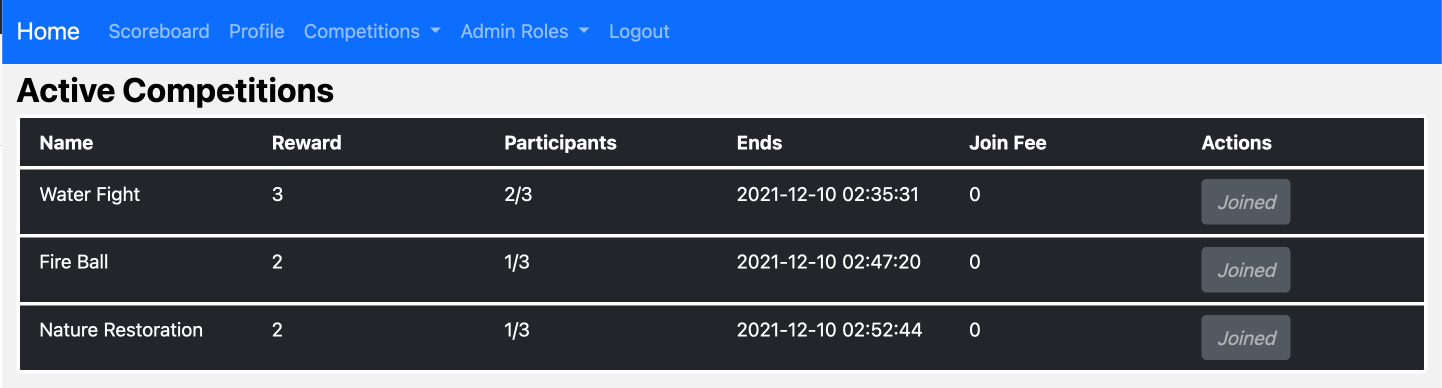 Home Scoreboard Profile Competitions Admin Roles Logout
Active Competitions
Name Reward Participants Ends Join Fee Actions
Water Fight 3 2/3 2021-12-10 02:35:31 0 Joined
Fire Ball 2 1/3 2021-12-10 02:47:20 0 Joined
Nature Restoration 2 1/3 2021-12-10 02:52:44 0 Joined